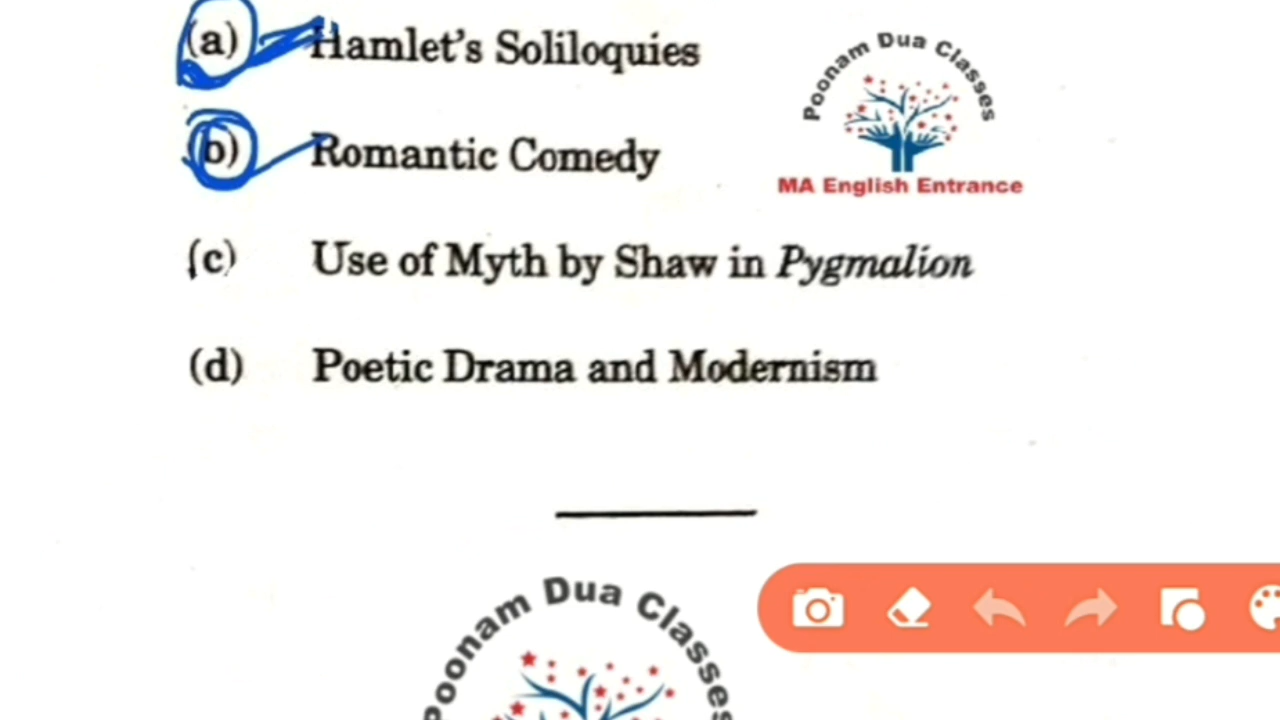 (a) Hamlet's Soliloquies
Poonam Dua Classes
MA English Entrance
(b) Romantic Comedy
(c) Use of Myth by Shaw in Pygmalion
(d) Poetic Drama and Modernism
Poonam Dua Classes